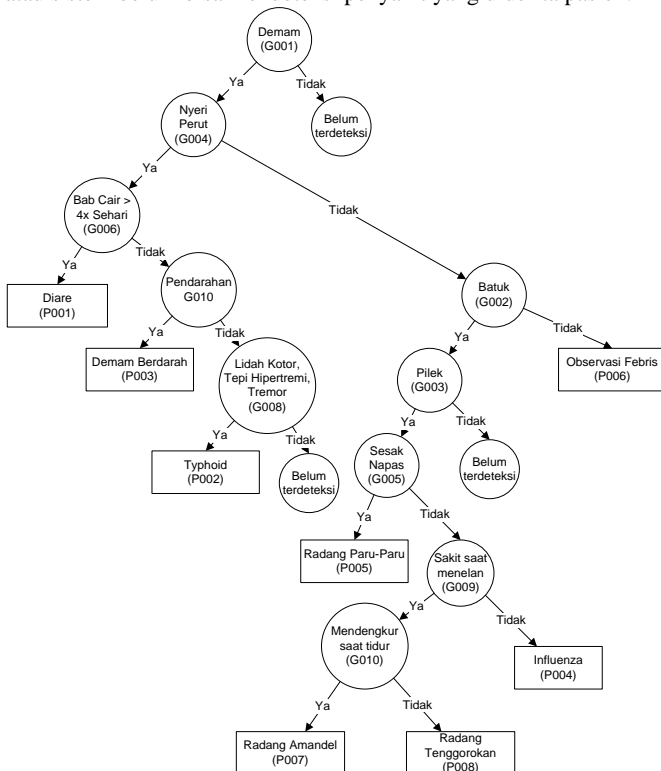 Demam
(G001)
Ya
Tidak
Nyeri
Perut
(G004)
Belum
terdeteksi
Ya
Tidak
Bab Cair >
4x Sehari
(G006)
Ya
Tidak
Pendarahan
G010
Batuk
(G002)
Diare
(P001)
Ya
Tidak
Ya
Tidak
Demam Berdarah
(P003)
Lidah Kotor,
Tepi Hipertremi,
Tremor
(G008)
Pilek
(G003)
Observasi Febris
(P006)
Ya
Tidak
Ya
Tidak
Typhoid
(P002)
Belum
terdeteksi
Sesak
Napas
(G005)
Belum
terdeteksi
Ya
Tidak
Radang Paru-Paru
(P005)
Sakit saat
menelan
(G009)
Ya
Tidak
Mendengkur
saat tidur
(G010)
Influenza
(P004)
Ya
Tidak
Radang Amandel
(P007)
Radang
Tenggorokan
(P008)